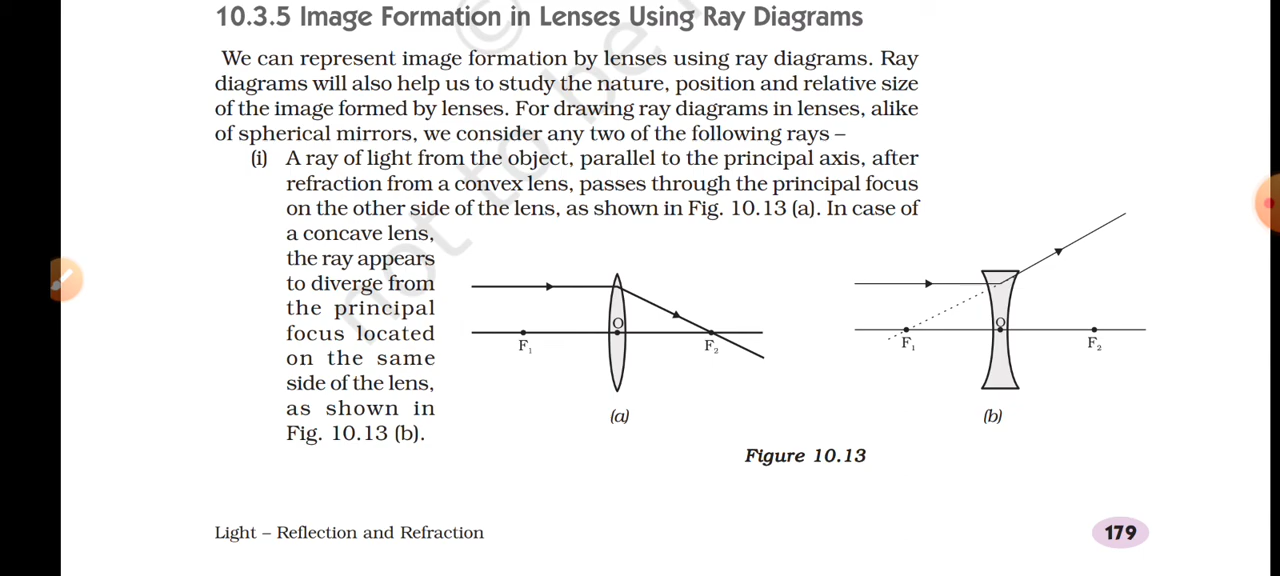 10.3.5 Image Formation in Lenses Using Ray Diagrams
We can represent image formation by lenses using ray diagrams. Ray
diagrams will also help us to study the nature, position and relative size
of the image formed by lenses. For drawing ray diagrams in lenses, alike
of spherical mirrors, we consider any two of the following rays –
(i) A ray of light from the object, parallel to the principal axis, after
refraction from a convex lens, passes through the principal focus
on the other side of the lens, as shown in Fig. 10.13 (a). In case of
a concave lens,
the ray appears
to diverge from
the principal
focus located
on the same
side of the lens,
as shown in
Fig. 10.13 (b).
O
F₁
F₂
(a)
O
F₁
F₂
(b)
Figure 10.13
© not to be
Light – Reflection and Refraction
179